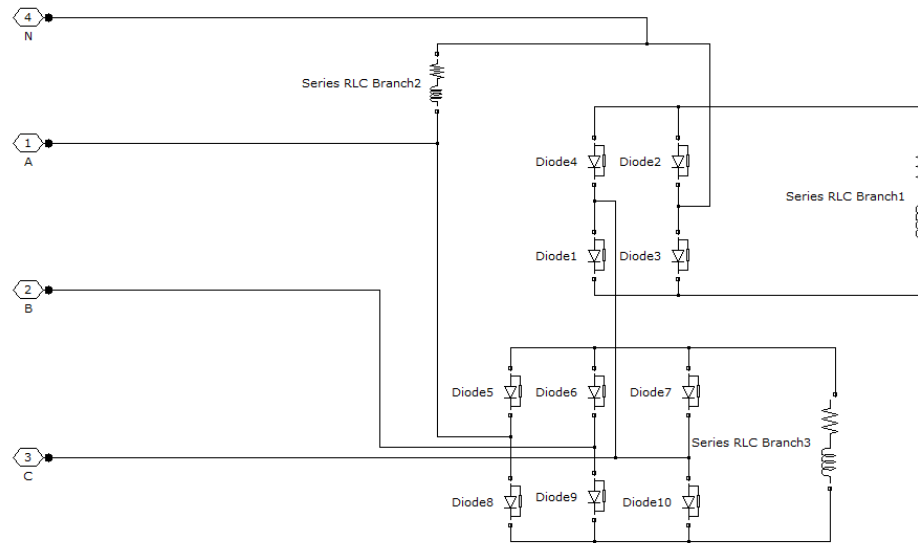 4
N
Series RLC Branch2
1
A
Diode4 Diode2
Series RLC Branch1
Diode1 Diode3
2
B
Diode5 Diode6 Diode7
Series RLC Branch3
3
C
Diode8 Diode9 Diode10